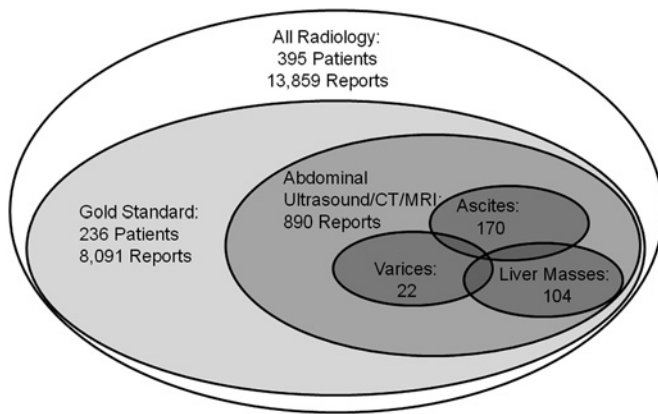 All Radiology:
395 Patients
13,859 Reports
Gold Standard:
236 Patients
8,091 Reports
Abdominal
Ultrasound/CT/MRI:
890 Reports
Ascites:
170
Varices:
22
Liver Masses:
104